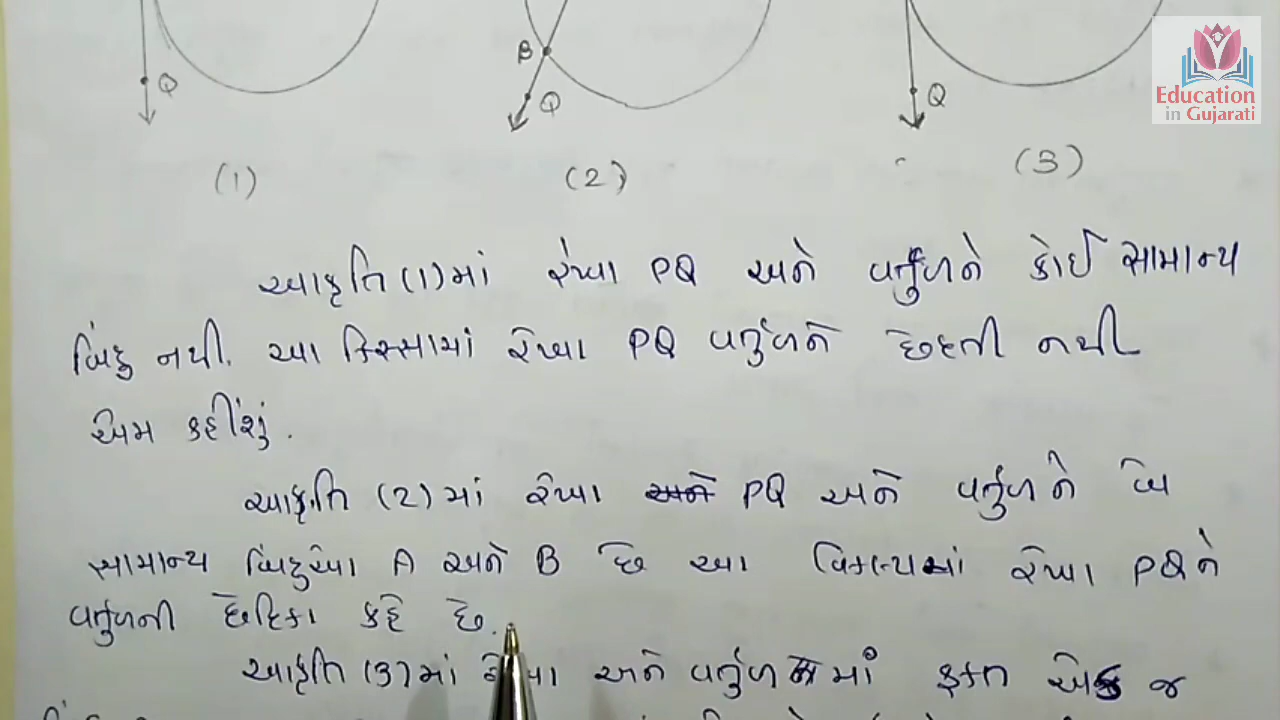 Q B Q Q
Education
in Gujarati
(1) (2) (3)
આકૃતિ (1)માં રેખા PQ અને વર્તુળને કોઈ સામાન્ય
બિંદુ નથી. આ કિસ્સામાં રેખા PQ વર્તુળને છેદતી નથી
એમ કહીશું.
આકૃતિ (2)માં રેખા અને PQ અને વર્તુળને બે
સામાન્ય બિંદુઓ A અને B છે આ વિકલ્પમાં રેખા PQને
વર્તુળની છેદિકા કહે છે.
આકૃતિ (3)માં રેખા અને વર્તુળમાં ફક્ત એક જ